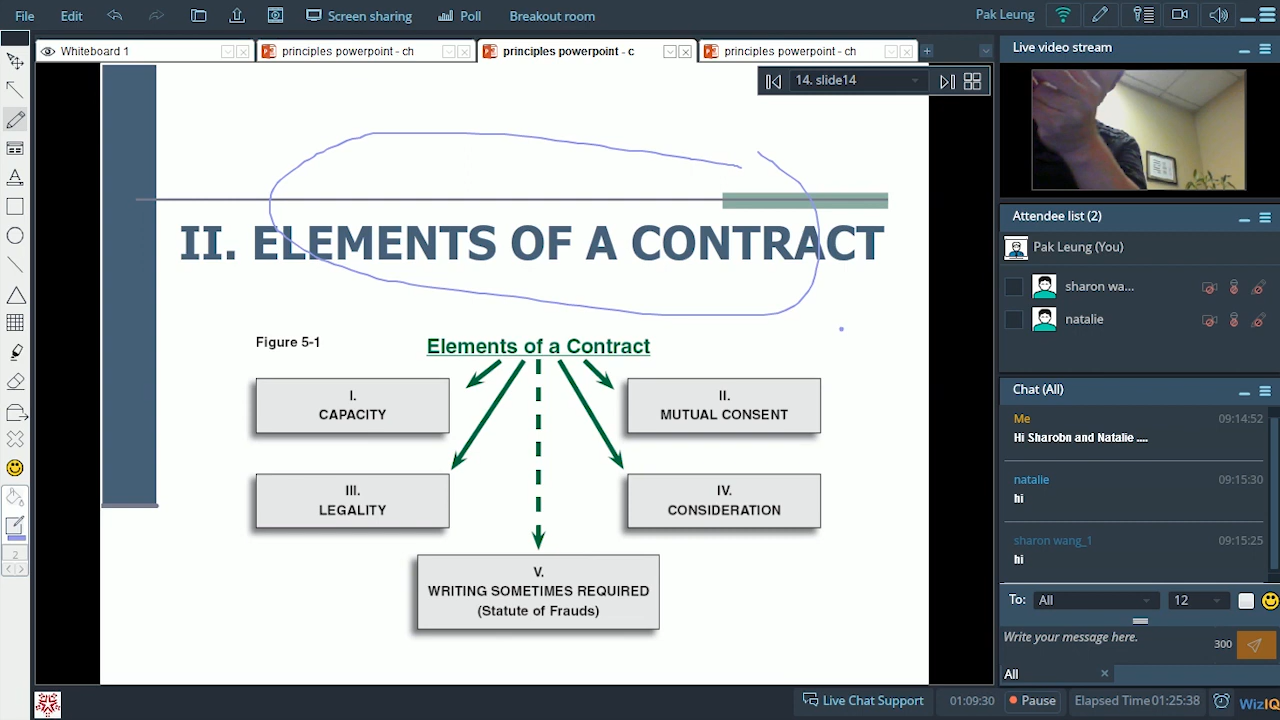 File Edit Screen sharing Poll Breakout room Pak Leung
Whiteboard 1 principles powerpoint - ch principles powerpoint - c principles powerpoint - ch
14. slide14
II. ELEMENTS OF A CONTRACT
Figure 5-1
Elements of a Contract
I.
CAPACITY
II.
MUTUAL CONSENT
III.
LEGALITY
IV.
CONSIDERATION
V.
WRITING SOMETIMES REQUIRED
(Statute of Frauds)
2
Live video strem
Attendee list (2)
Pak Leung (You)
sharon wa...
natalie
Chat (All)
Me 09:14:52
Hi Sharobn and Natalie ....
natalie 09:15:30
hi
sharon wang_1 09:15:25
hi
To: All 12
Write your message here. 300
All
Live Chat Support 01:09:30 Pause Elapsed Time 01:25:38 WizIQ